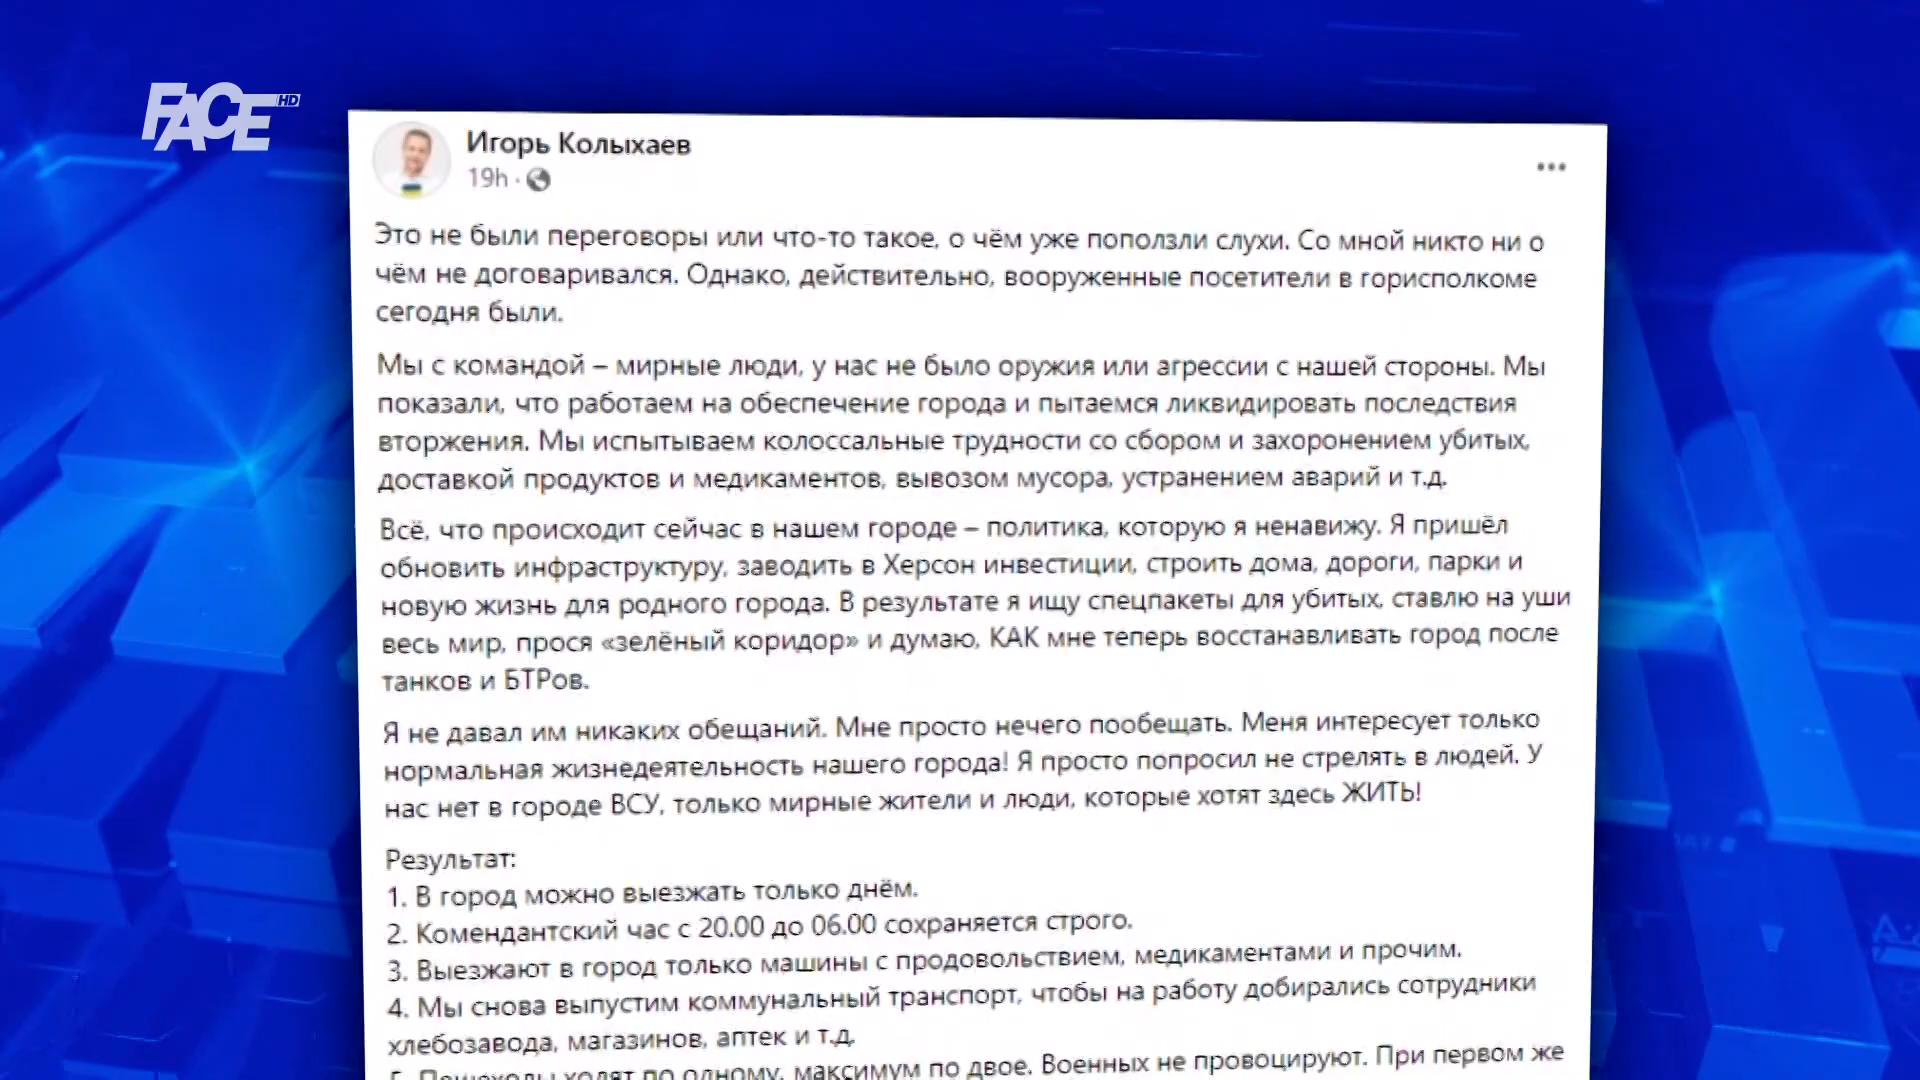 FACE HD
Игорь Колыхаев
19h ·
Это не были переговоры или что-то такое, о чём уже поползли слухи. Со мной никто ни о
чём не договаривался. Однако, действительно, вооруженные посетители в горисполкоме
сегодня были.
Мы с командой – мирные люди, у нас не было оружия или агрессии с нашей стороны. Мы
показали, что работаем на обеспечение города и пытаемся ликвидировать последствия
вторжения. Мы испытываем колоссальные трудности со сбором и захоронением убитых,
доставкой продуктов и медикаментов, вывозом мусора, устранением аварий и т.д.
Всё, что происходит сейчас в нашем городе – политика, которую я ненавижу. Я пришёл
обновить инфраструктуру, заводить в Херсон инвестиции, строить дома, дороги, парки и
новую жизнь для родного города. В результате я ищу спецпакеты для убитых, ставлю на уши
весь мир, прося «зелёный коридор» и думаю, КАК мне теперь восстанавливать город после
танков и БТРов.
Я не давал им никаких обещаний. Мне просто нечего пообещать. Меня интересует только
нормальная жизнедеятельность нашего города! Я просто попросил не стрелять в людей. У
нас нет в городе ВСУ, только мирные жители и люди, которые хотят здесь ЖИТЬ!
Результат:
1. В город можно выезжать только днём.
2. Комендантский час с 20.00 до 06.00 сохраняется строго.
3. Выезжают в город только машины с продовольствием, медикаментами и прочим.
4. Мы снова выпустим коммунальный транспорт, чтобы на работу добирались сотрудники
хлебозавода, магазинов, аптек и т.д.
5. Пешеходы ходят по одному, максимум по двое. Военных не провоцируют. При первом же